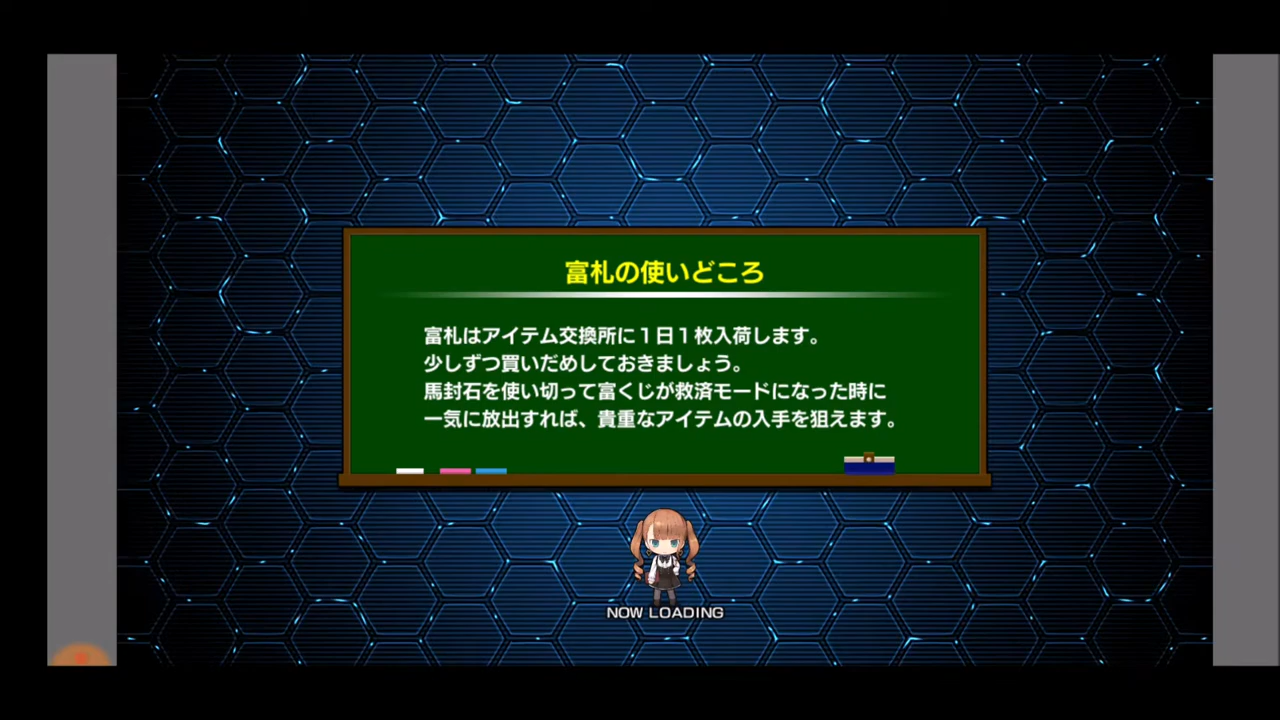 富札の使いどころ
富札はアイテム交換所に１日１枚入荷します。
少しずつ買いだめしておきましょう。
馬封石を使い切って富くじが救済モードになった時に
一気に放出すれば、貴重なアイテムの入手を狙えます。
NOW LOADING